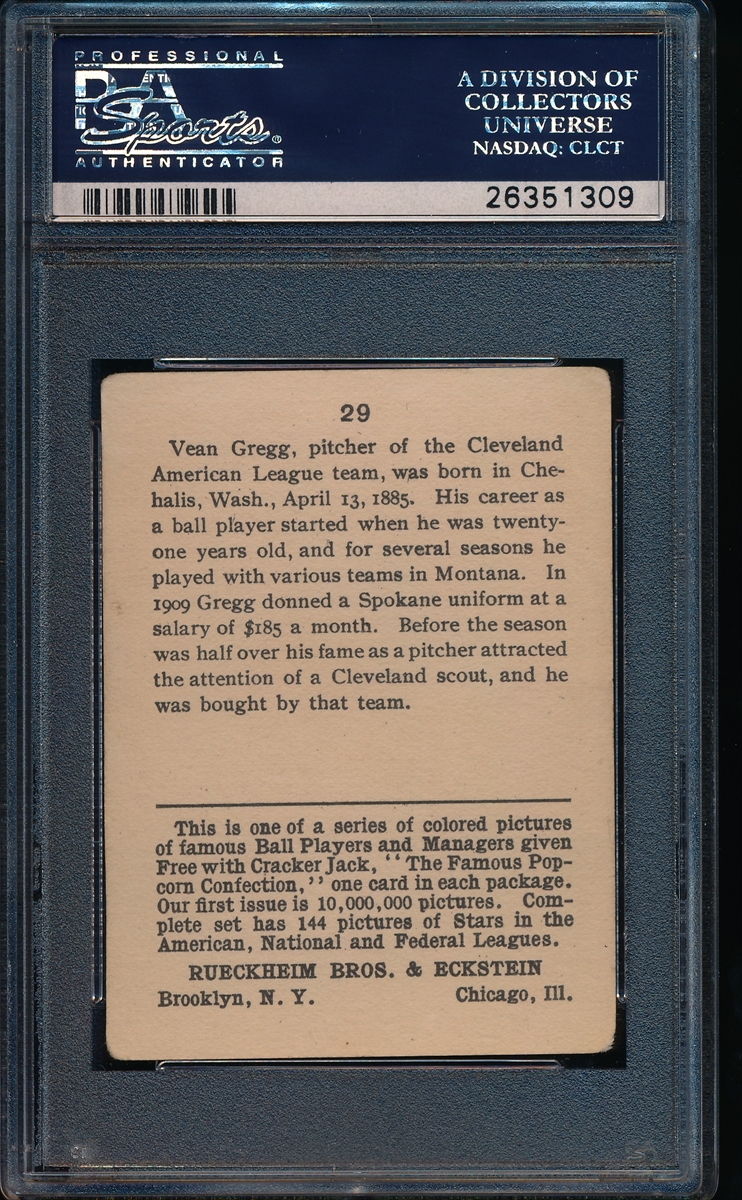 PROFESSIONAL
PSA
Sports®
AUTHENTICATOR
A DIVISION OF
COLLECTORS
UNIVERSE
NASDAQ: CLCT
26351309
29
Vean Gregg, pitcher of the Cleveland
American League team, was born in Che-
halis, Wash., April 13, 1885. His career as
a ball player started when he was twenty-
one years old, and for several seasons he
played with various teams in Montana. In
1909 Gregg donned a Spokane uniform at a
salary of $185 a month. Before the season
was half over his fame as a pitcher attracted
the attention of a Cleveland scout, and he
was bought by that team.
This is one of a series of colored pictures
of famous Ball Players and Managers given
Free with Cracker Jack, “The Famous Pop-
corn Confection,” one card in each package.
Our first issue is 10,000,000 pictures. Com-
plete set has 144 pictures of Stars in the
American, National and Federal Leagues.
RUECKHEIM BROS. & ECKSTEIN
Brooklyn, N. Y. Chicago, Ill.